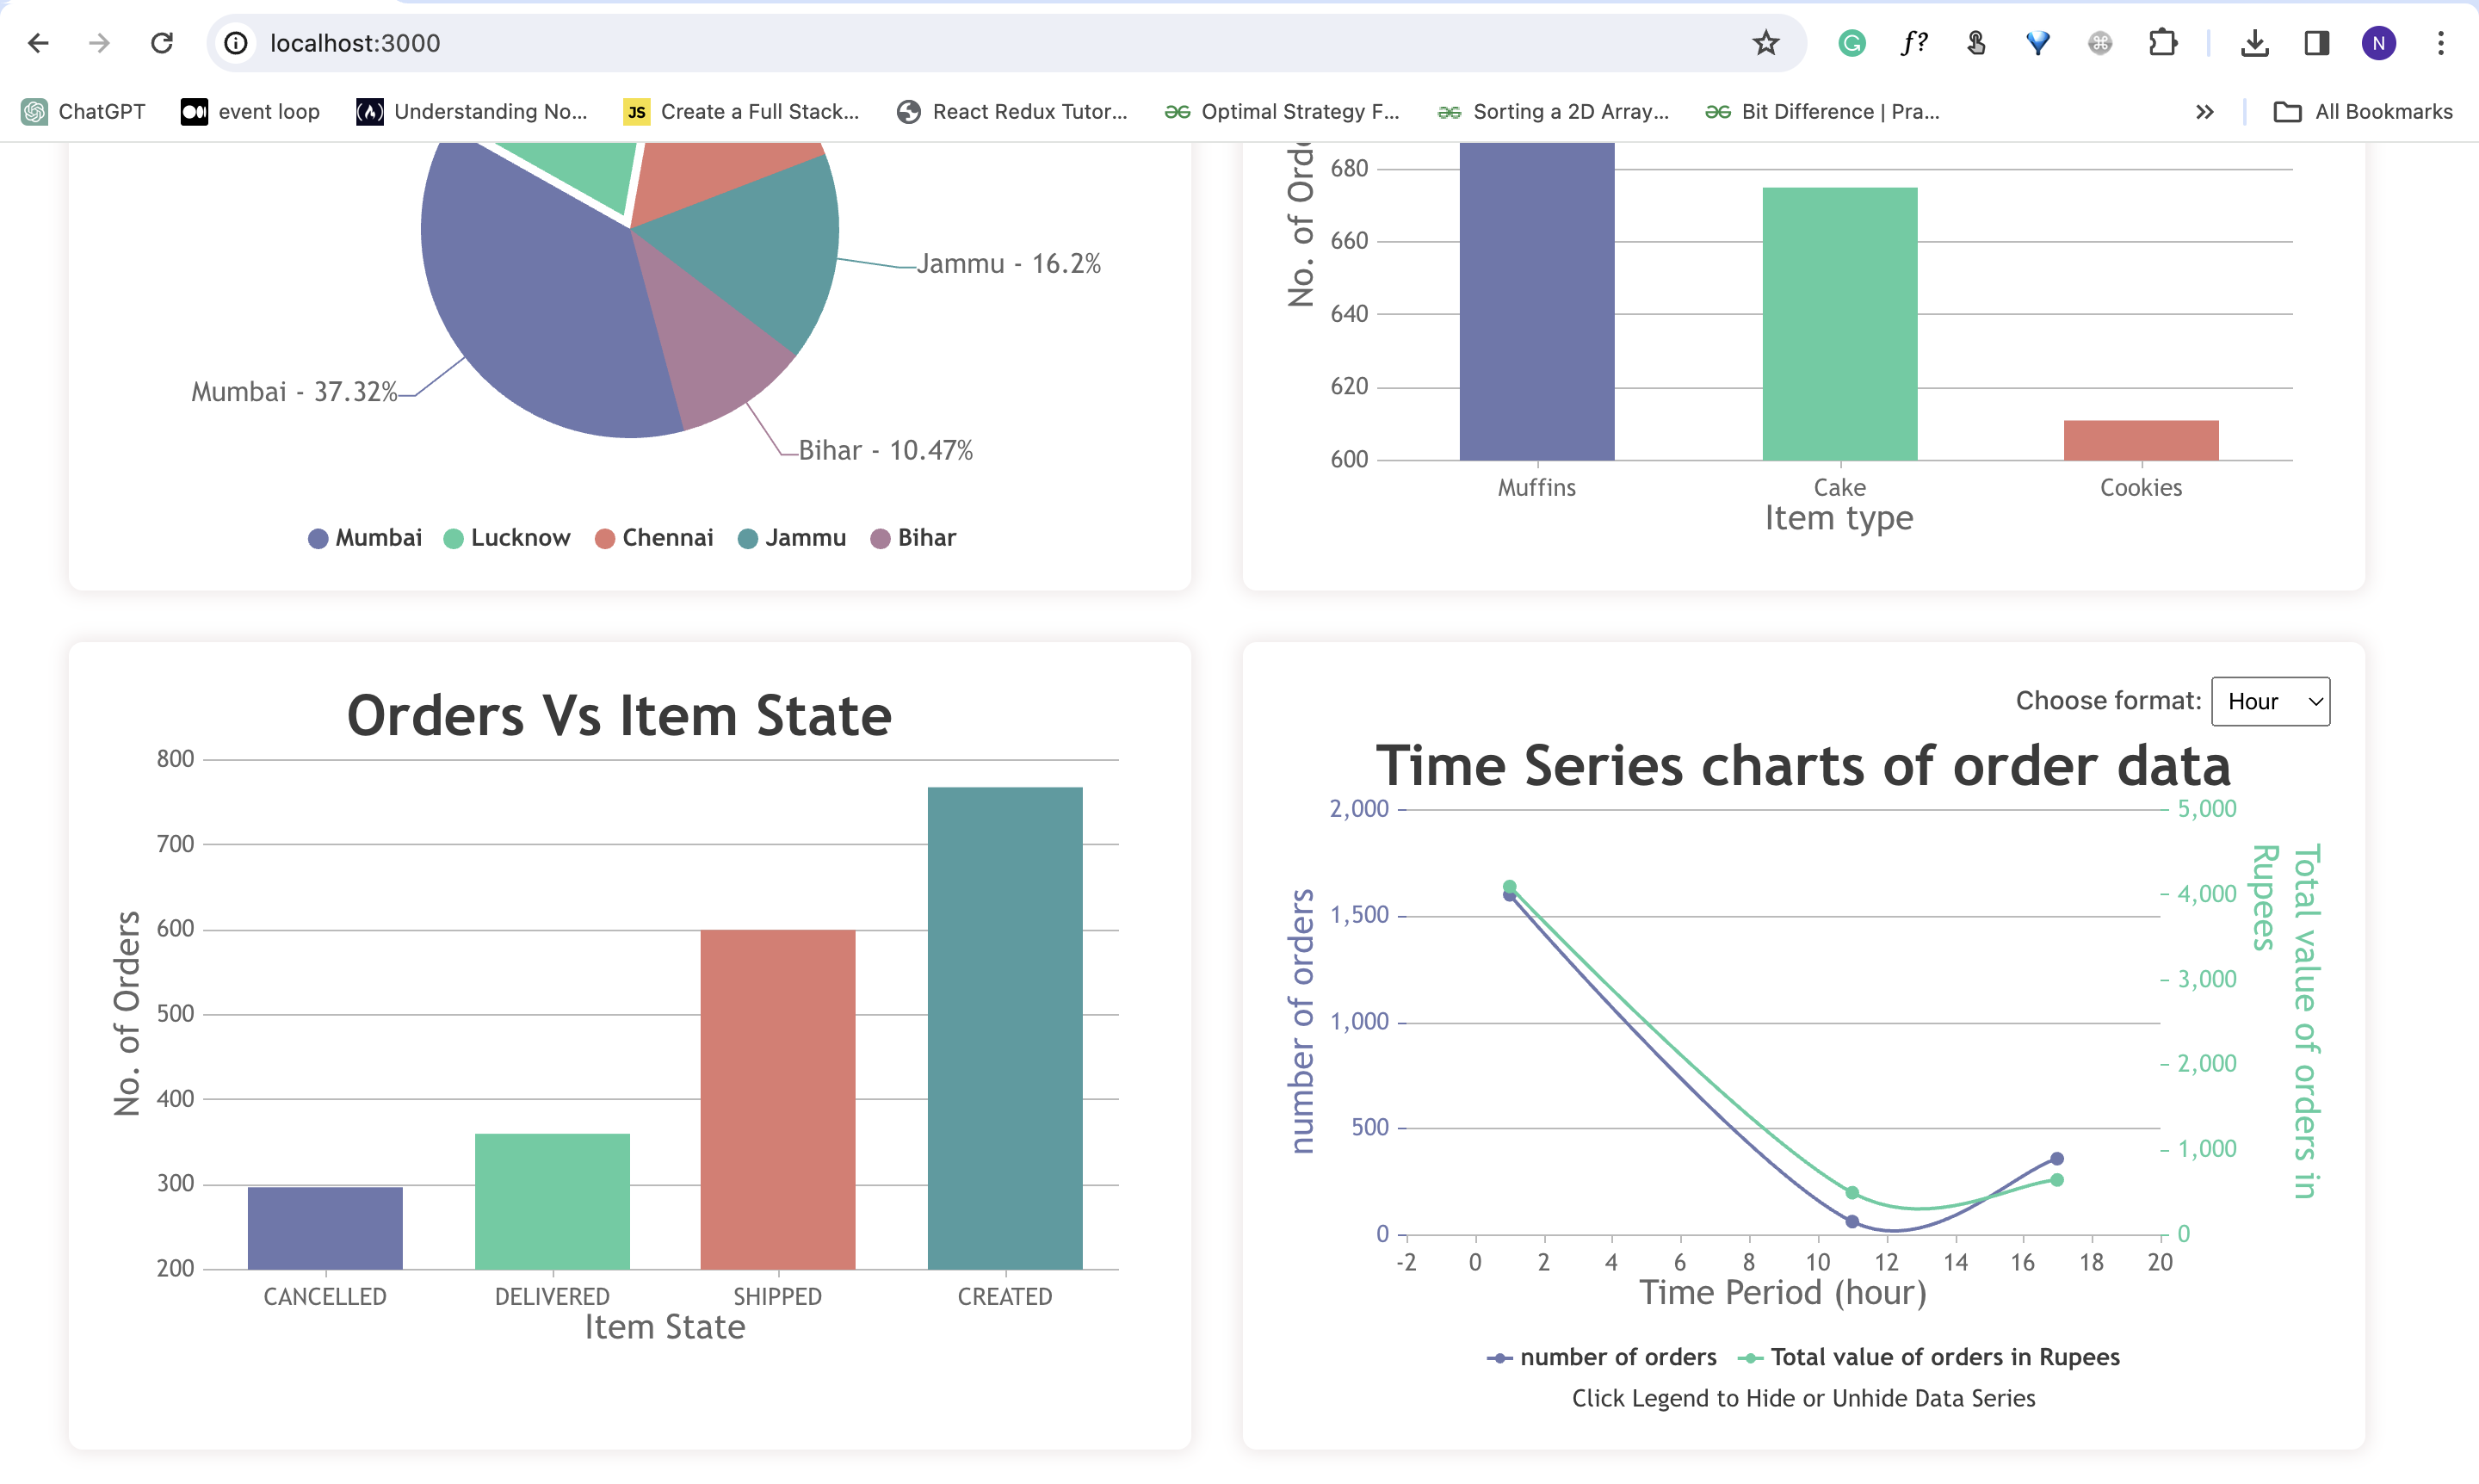 localhost:3000
N
ChatGPT
event loop
Understanding No...
JS
Create a Full Stack...
React Redux Tutor...
Optimal Strategy F...
Sorting a 2D Array...
Bit Difference | Pra...
All Bookmarks
Jammu - 16.2%
Mumbai - 37.32%
Bihar - 10.47%
Mumbai
Lucknow
Chennai
Jammu
Bihar
680
660
640
620
600
Muffins
Cake
Cookies
Item type
Orders Vs Item State
No. of Orders
800
700
600
500
400
300
200
CANCELLED
DELIVERED
SHIPPED
CREATED
Item State
Choose format:
Hour
Time Series charts of order data
number of orders
2,000
1,500
1,000
500
0
5,000
4,000
3,000
2,000
1,000
0
Total value of orders in
Rupees
-2 0 2 4 6 8 10 12 14 16 18 20
Time Period (hour)
number of orders
Total value of orders in Rupees
Click Legend to Hide or Unhide Data Series